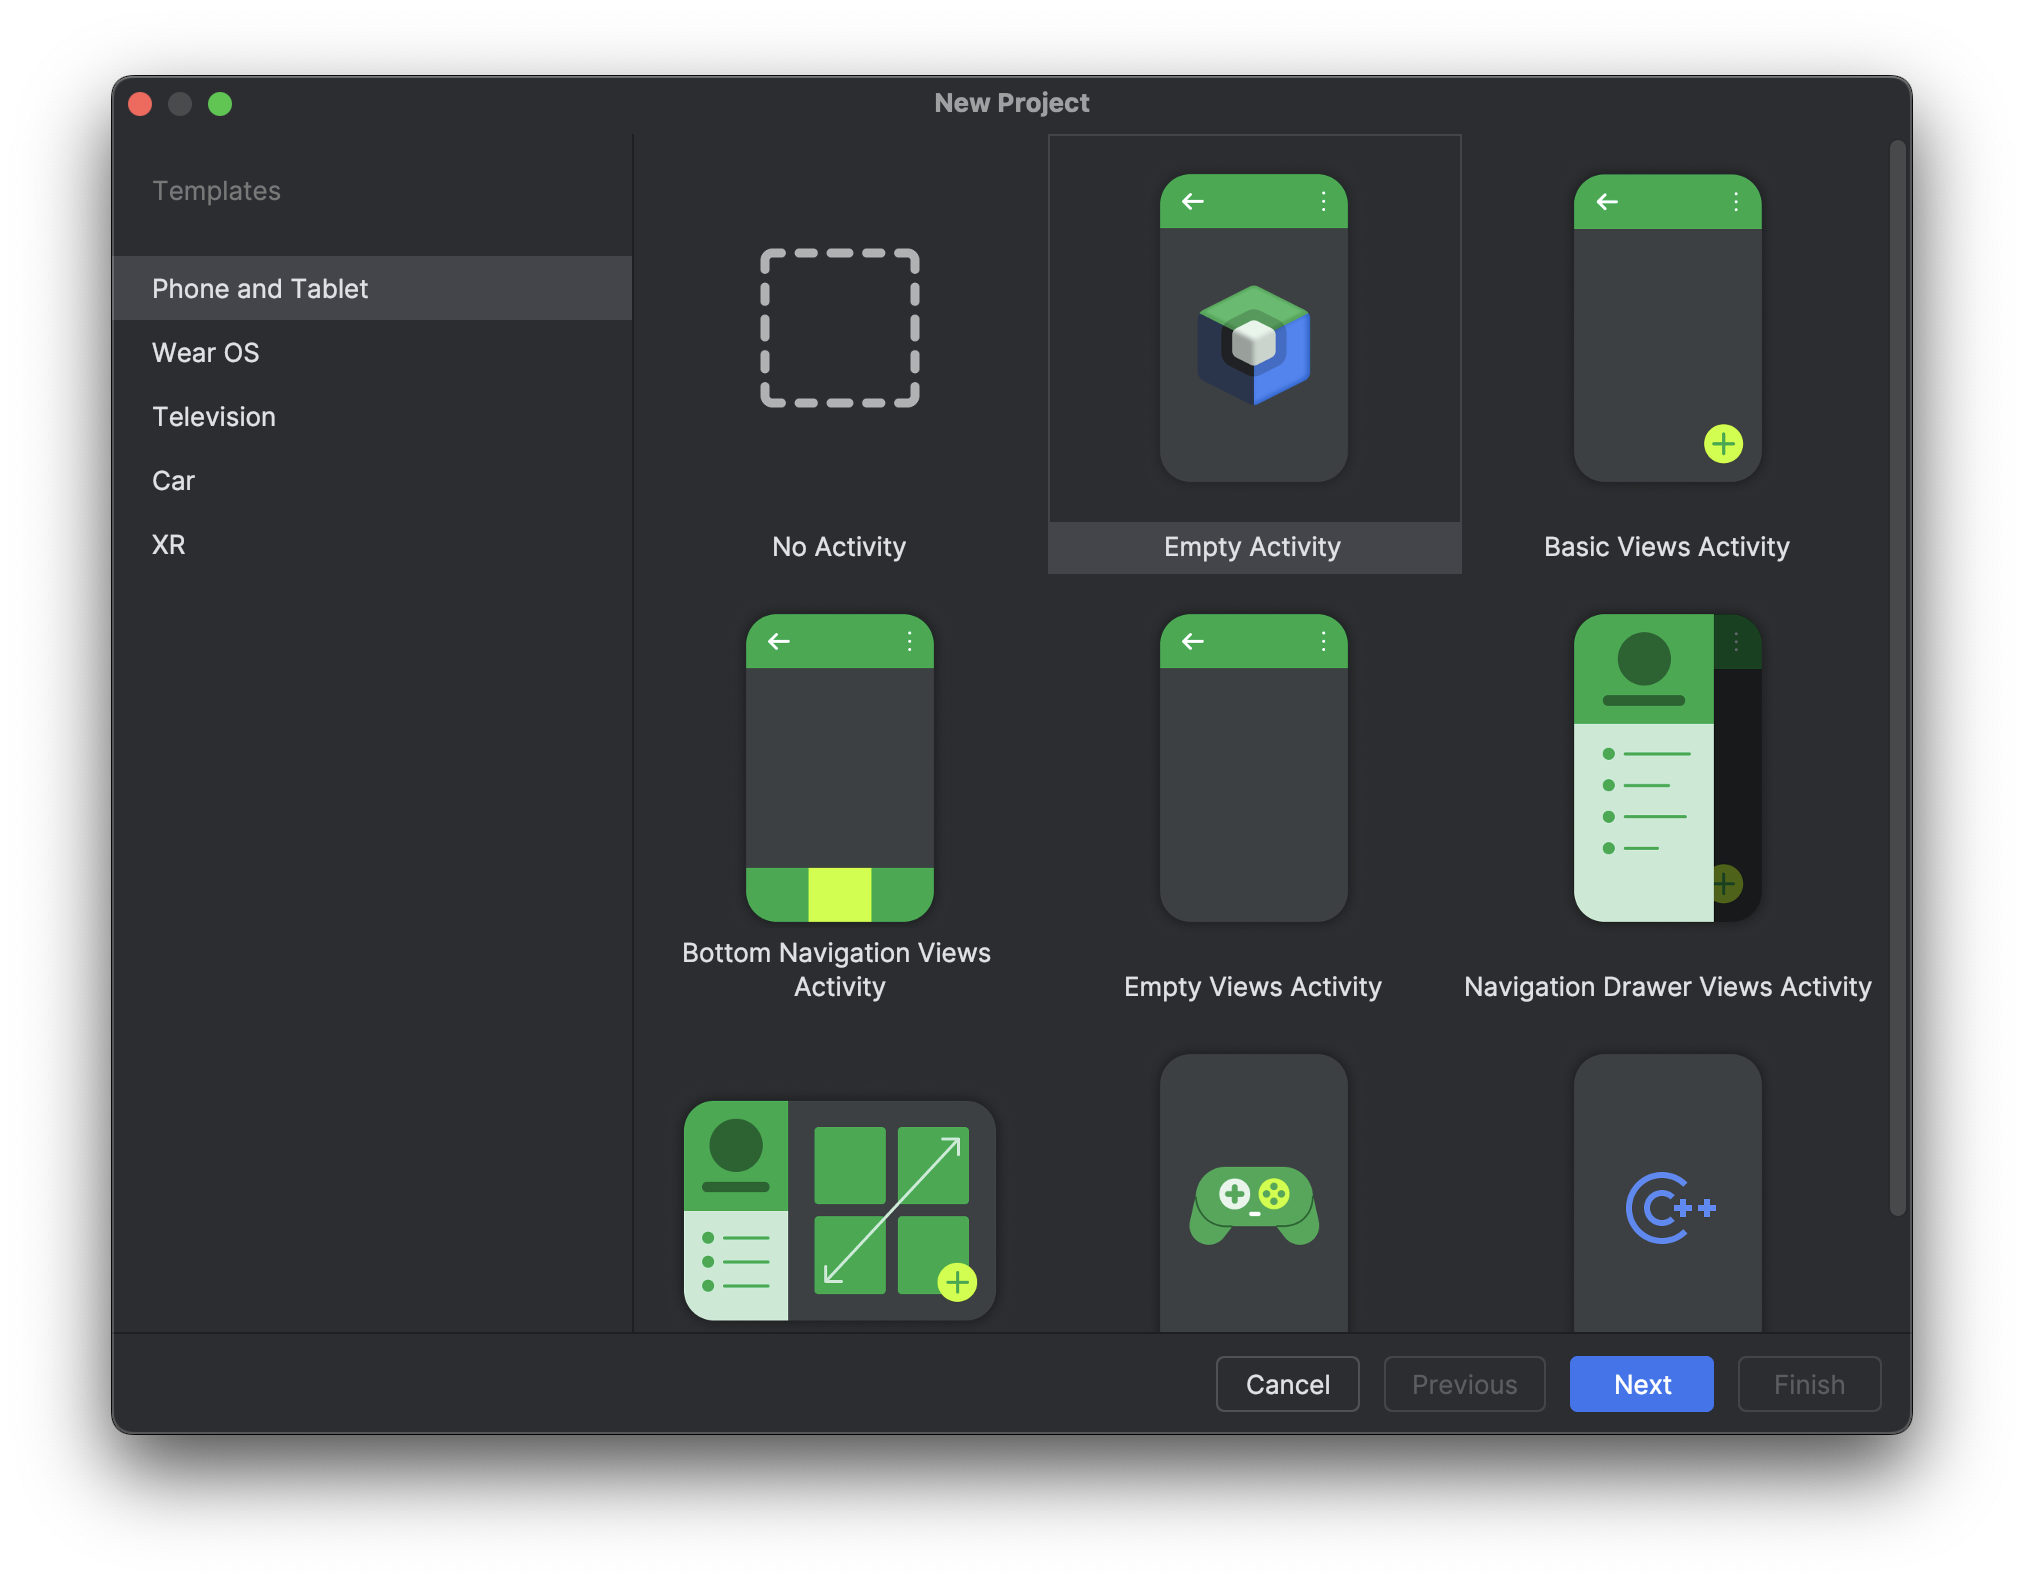 New Project
Templates
Phone and Tablet
Wear OS
Television
Car
XR
No Activity
Empty Activity
Basic Views Activity
Bottom Navigation Views
Activity
Empty Views Activity
Navigation Drawer Views Activity
C++
Cancel
Previous
Next
Finish